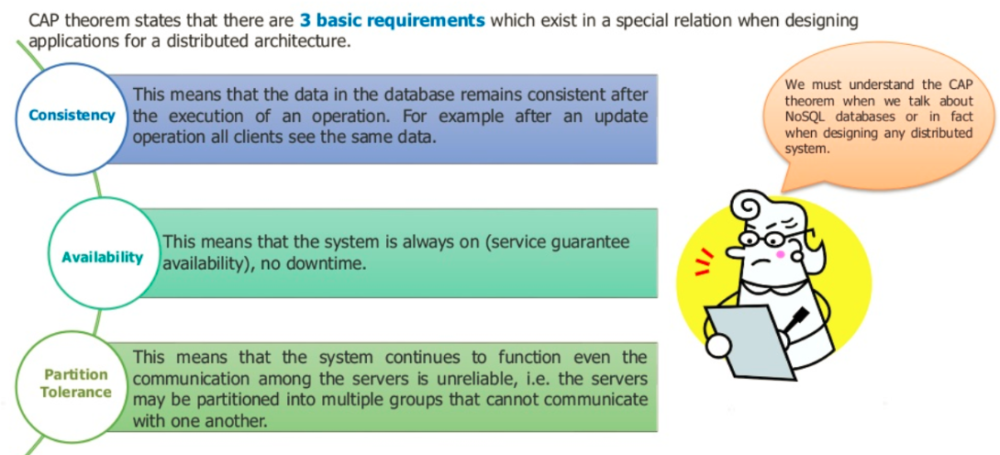 CAP theorem states that there are 3 basic requirements which exist in a special relation when designing
applications for a distributed architecture.
Consistency
This means that the data in the database remains consistent after
the execution of an operation. For example after an update
operation all clients see the same data.
We must understand the CAP
theorem when we talk about
NoSQL databases or in fact
when designing any distributed
system.
Availability
This means that the system is always on (service guarantee
availability), no downtime.
Partition
Tolerance
This means that the system continues to function even the
communication among the servers is unreliable, i.e. the servers
may be partitioned into multiple groups that cannot communicate
with one another.